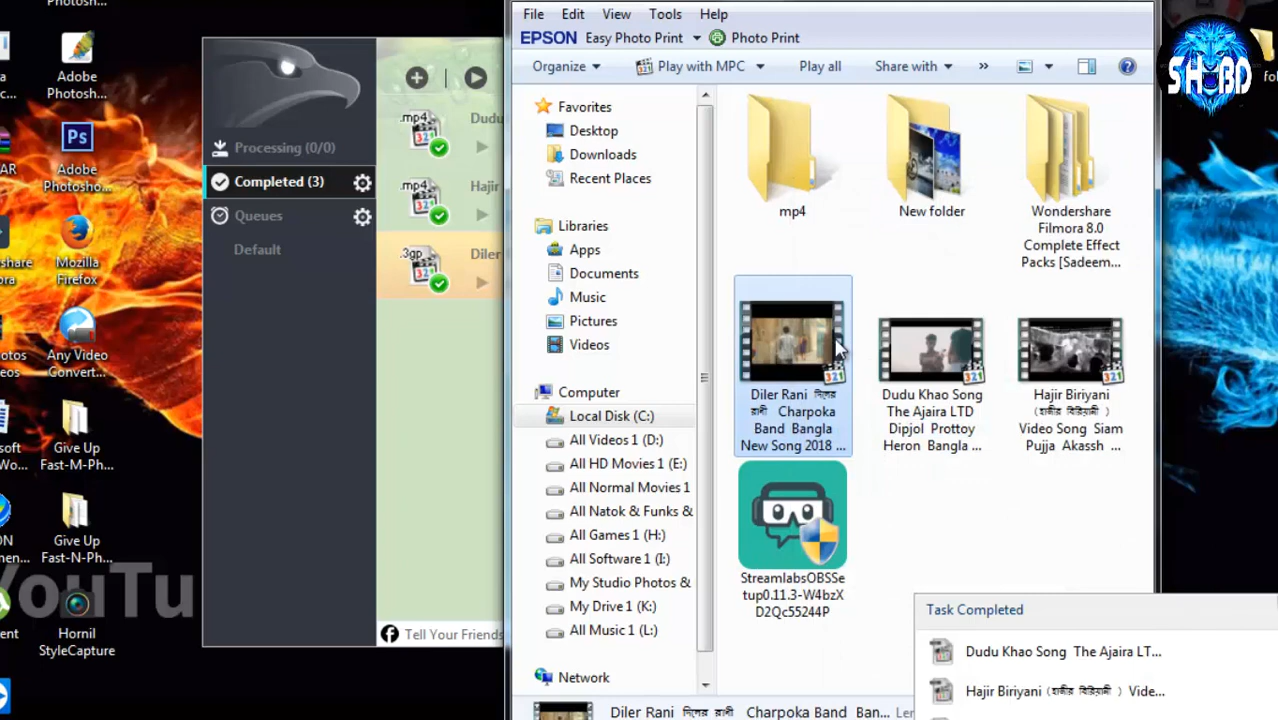 Photosh...
Adobe
Photosh...
Ps
Adobe
Photosho...
Mozilla
Firefox
Any Video
Convert...
Give Up
Fast-M-Ph...
Give Up
Fast-N-Ph...
YouTu
Hornil
StyleCapture
Processing (0/0)
Completed (3)
Queues
Default
.mp4
Dudu
.mp4
Hajir
.3gp
Diler
Tell Your Friends
File Edit View Tools Help
EPSON Easy Photo Print Photo Print
Organize Play with MPC Play all Share with »
Favorites
Desktop
Downloads
Recent Places
Libraries
Apps
Documents
Music
Pictures
Videos
Computer
Local Disk (C:)
All Videos 1 (D:)
All HD Movies 1 (E:)
All Normal Movies 1
All Natok & Funks &
All Games 1 (H:)
All Software 1 (I:)
My Studio Photos &
My Drive 1 (K:)
All Music 1 (L:)
Network
mp4
New folder
Wondershare
Filmora 8.0
Complete Effect
Packs [Sadeem...
321
321
321
Diler Rani দিলের
রাণী Charpoka
Band Bangla
New Song 2018 ...
Dudu Khao Song
The Ajaira LTD
Dipjol Prottoy
Heron Bangla ...
Hajir Biriyani
(হাজীর বিরিয়ানী )
Video Song Siam
Pujja Akassh ...
StreamlabsOBSSe
tup0.11.3-W4bzX
D2Qc55244P
Task Completed
Dudu Khao Song The Ajaira LT...
Hajir Biriyani (হাজীর বিরিয়ানী ) Vide...
Diler Rani দিলের রাণী Charpoka Band Ban...
SH BD